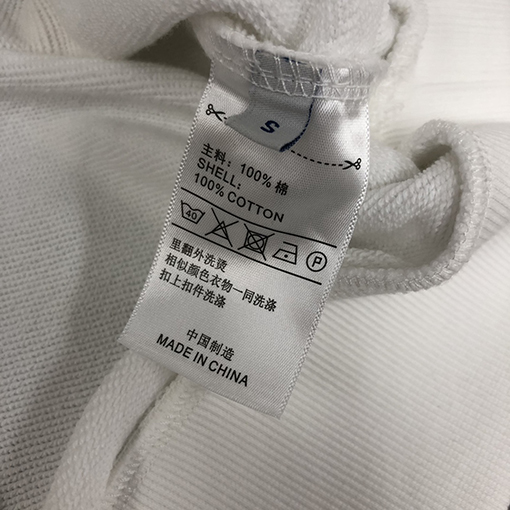 S
主料：100% 棉
SHELL:
100% COTTON
40
P
里翻外洗烫
相似颜色衣物一同洗涤
扣上扣件洗涤
中国制造
MADE IN CHINA